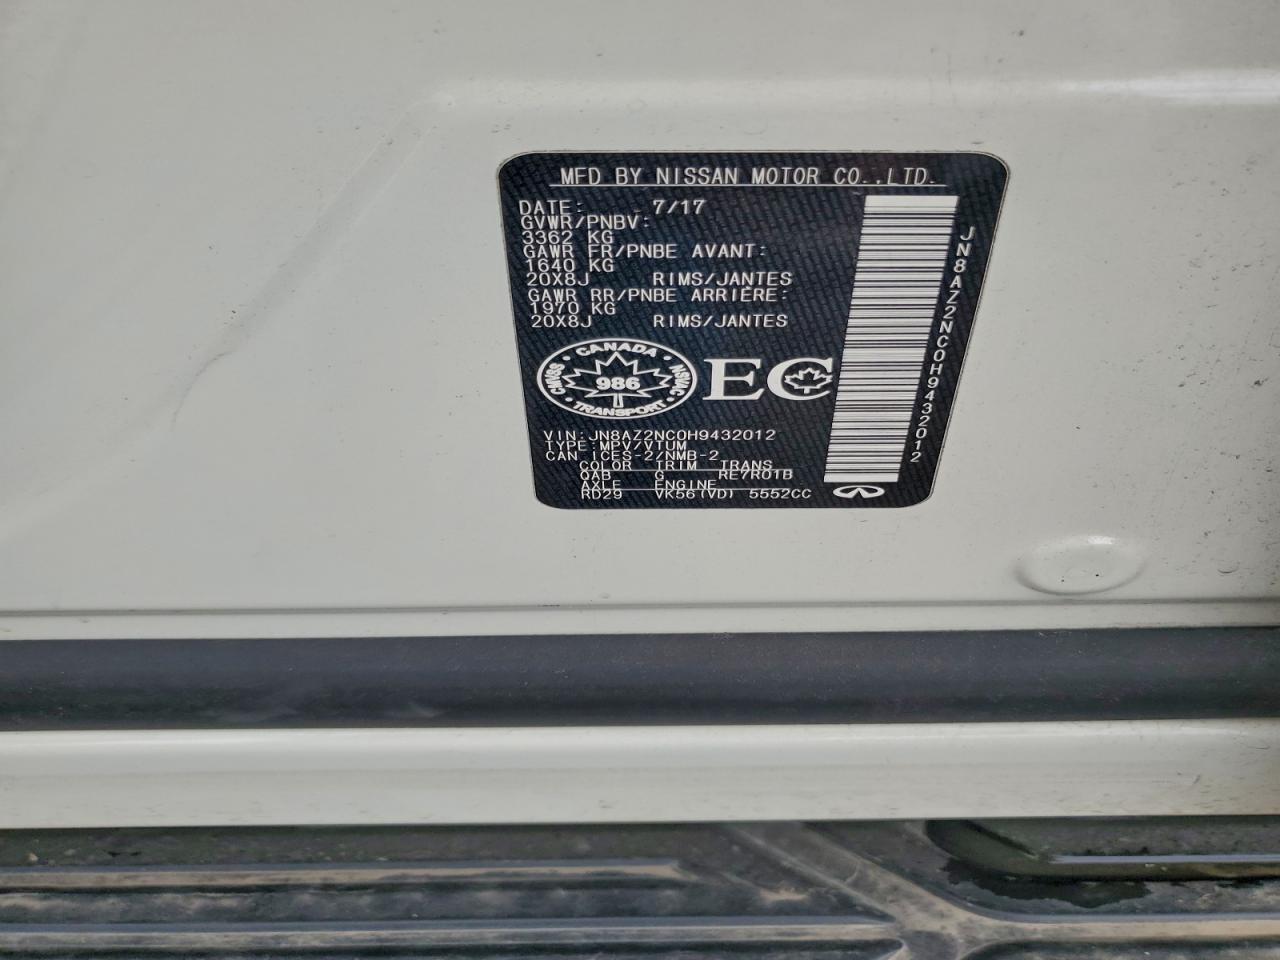 MFD BY NISSAN MOTOR CO.,LTD.
DATE: 7/17
GVWR/PNBV:
3362 KG
GAWR FR/PNBE AVANT:
1640 KG
20X8J RIMS/JANTES
GAWR RR/PNBE ARRIÈRE:
1970 KG
20X8J RIMS/JANTES
CANADA
CMVSS 986 NSVAC
TRANSPORT
EC
VIN:JN8AZ2NC0H9432012
TYPE:MPV/VTUM
CAN ICES-2/NMB-2
COLOR TRIM TRANS
QAB G RE7R01B
AXLE ENGINE
RD29 VK56(VD) 5552CC
JN8AZ2NC0H9432012